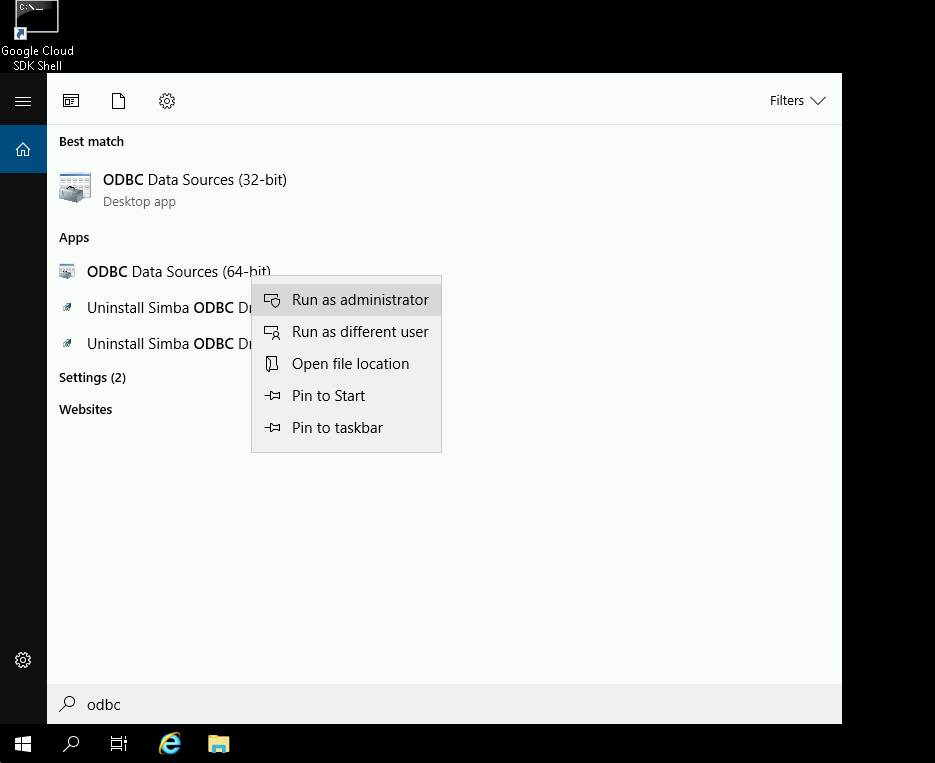 C:\_
Google Cloud
SDK Shell
Filters
Best match
ODBC Data Sources (32-bit)
Desktop app
Apps
ODBC Data Sources (64-bit)
Uninstall Simba ODBC
Uninstall Simba ODBC
Run as administrator
Run as different user
Open file location
Pin to Start
Pin to taskbar
Settings (2)
Websites
odbc